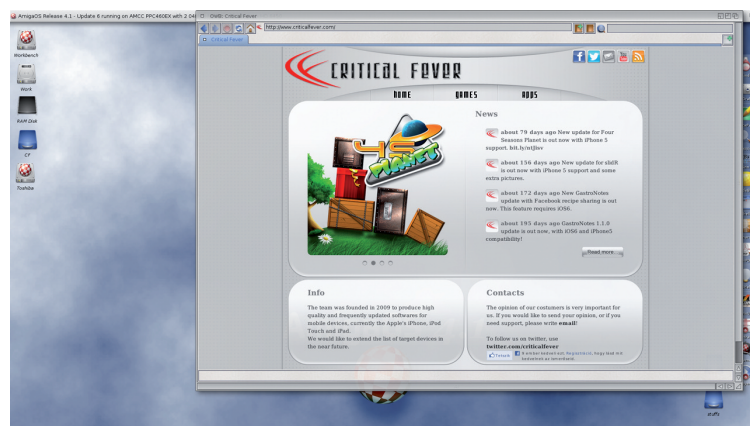 AmigaOS Release 4.1 - Update 6 running on AMCC PPC460EX with 2 04
OWB: Critical Fever
http://www.criticalfever.com/
Critical Fever
Workbench
Work
RAM Disk
CF
Toshiba
CRITICAL FEVER
home games apps
4S
PLANET
News
about 79 days ago New update for Four
Seasons Planet is out now with iPhone 5
support. bit.ly/ntJisv
about 156 days ago New update for slidR
is out now with iPhone 5 support and some
extra pictures.
about 172 days ago New GastroNotes
update with Facebook recipe sharing is out
now. This feature requires iOS6.
about 195 days ago GastroNotes 1.1.0
update is out now, with iOS6 and iPhone5
compatibility!
Read more
Info
The team was founded in 2009 to produce high
quality and frequently updated softwares for
mobile devices, currently the Apple's iPhone, iPod
Touch and iPad.
We would like to extend the list of target devices in
the near future.
Contacts
The opinion of our costumers is very important for
us. If you would like to send your opinion, or if you
need support, please write email!
To follow us on twitter, use
twitter.com/criticalfever
Tetszik
stuffs